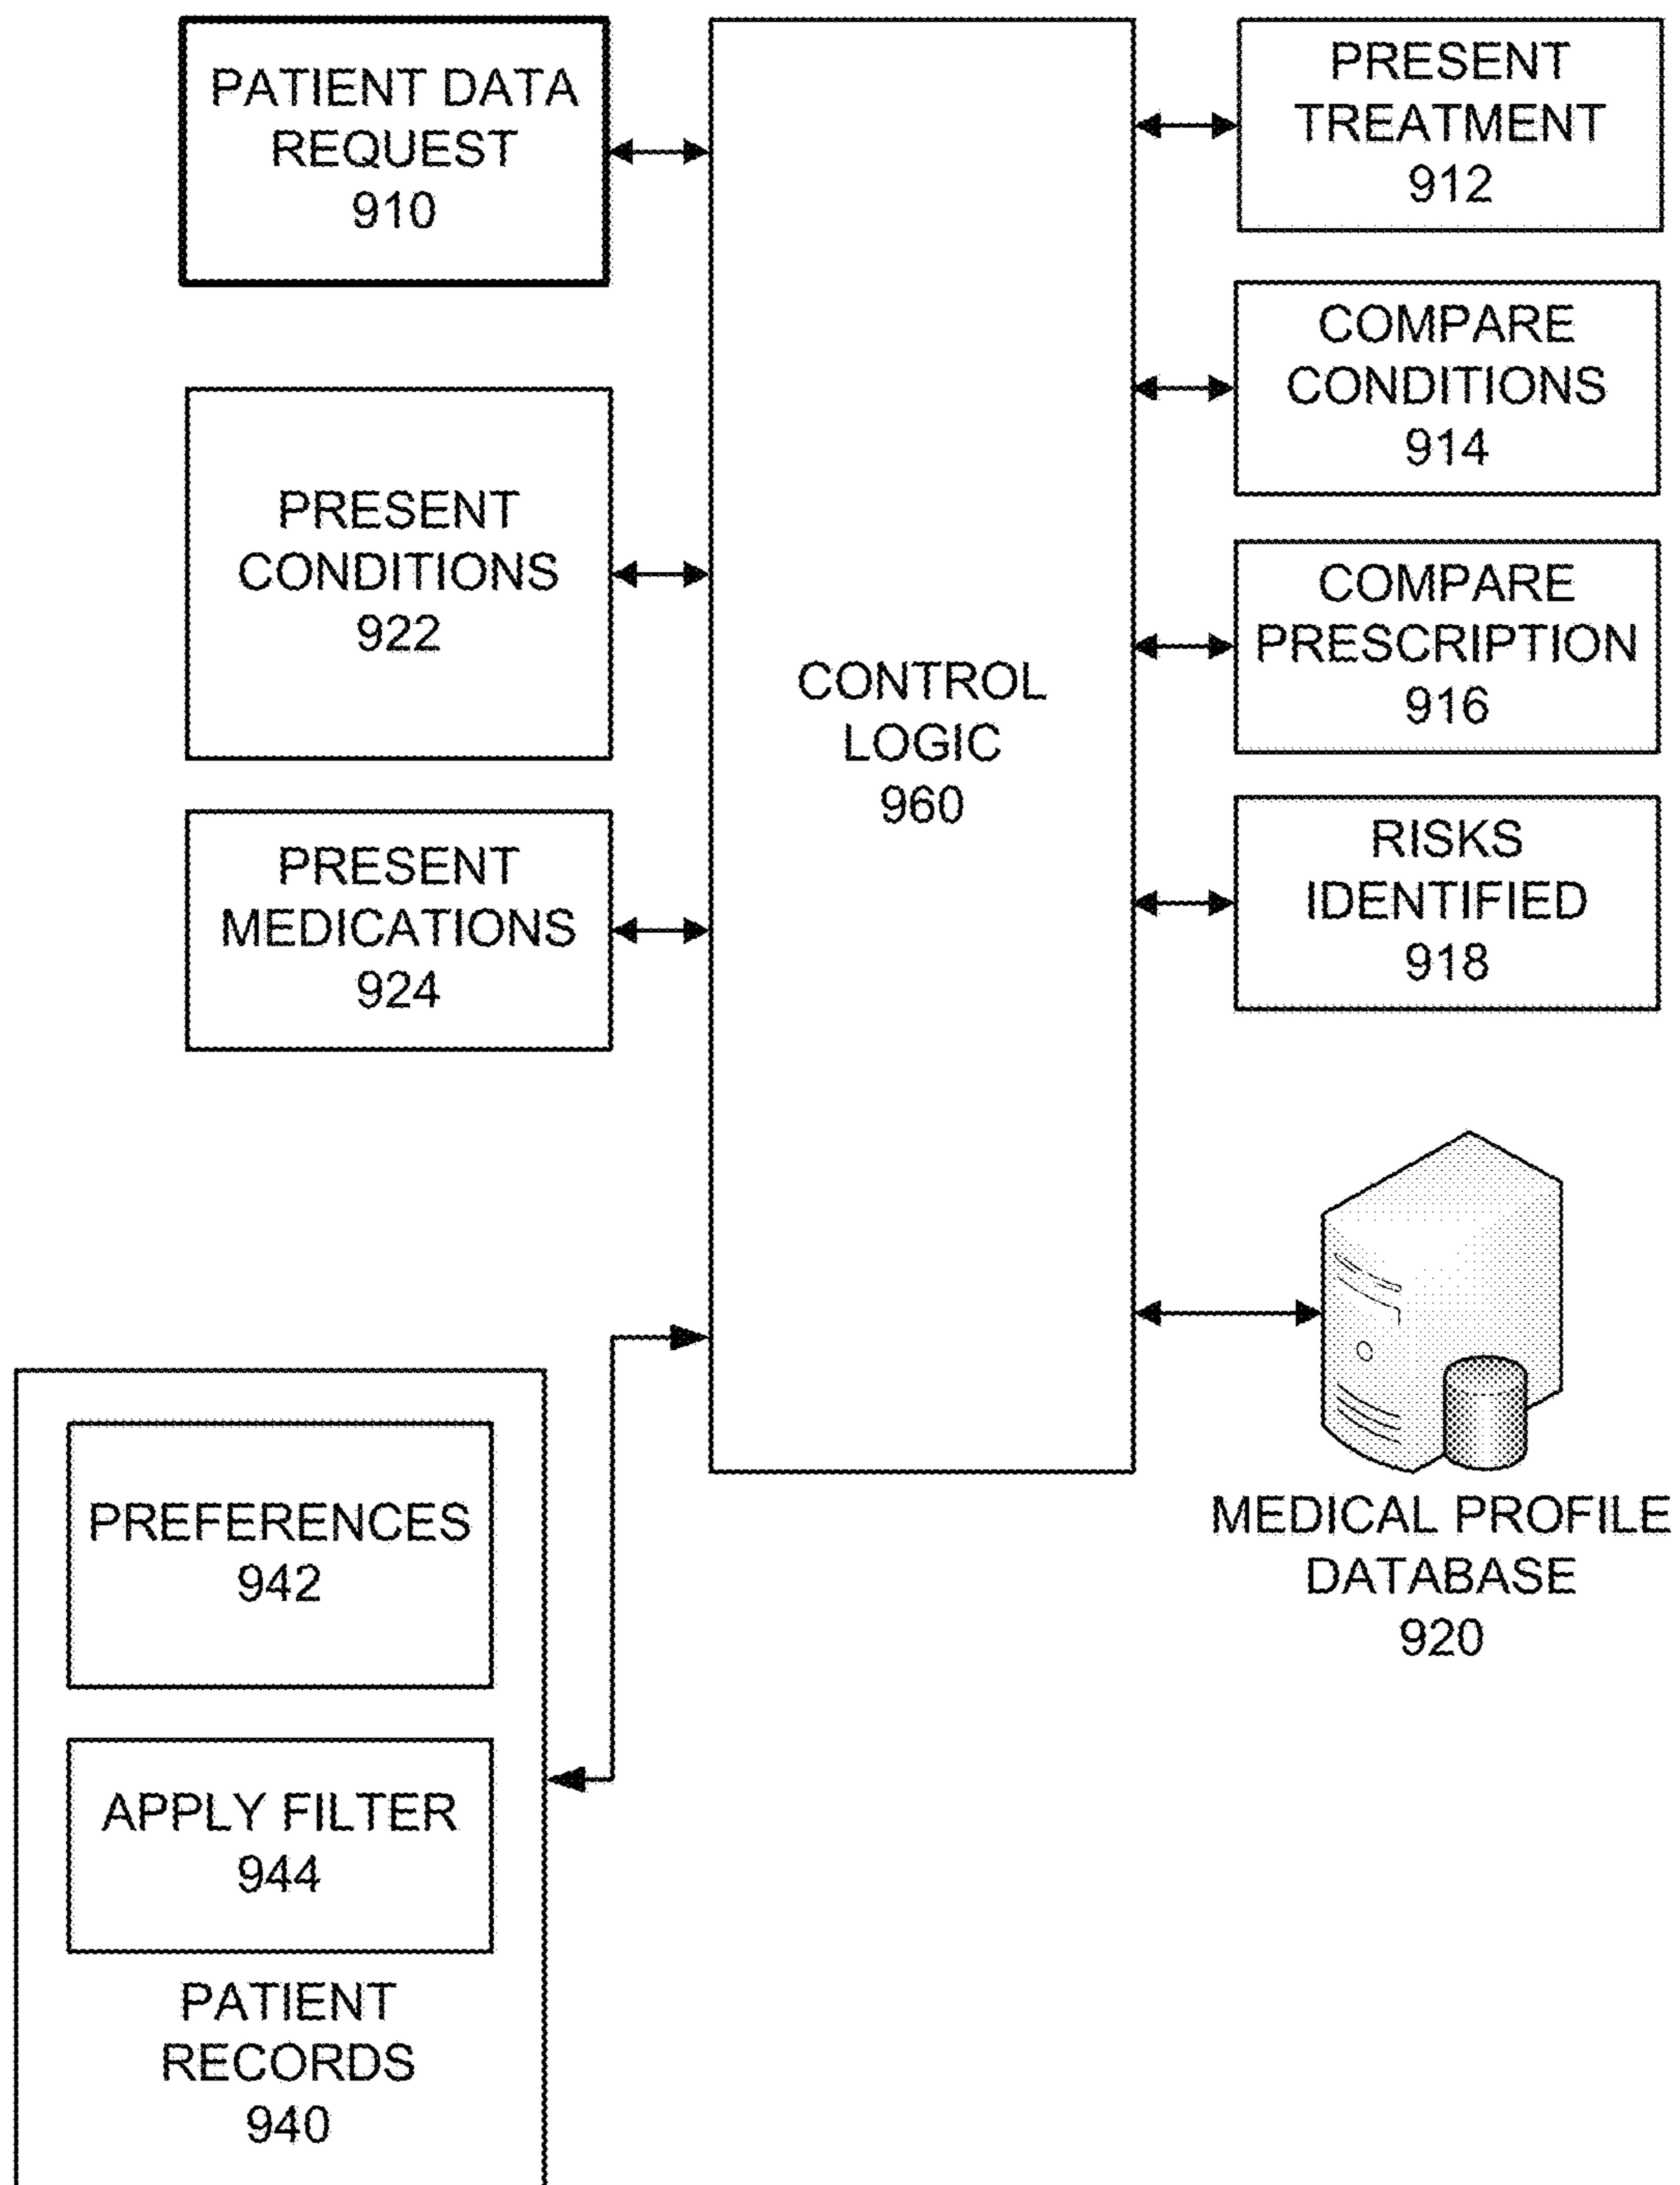 PATIENT DATA
REQUEST
910
PRESENT
CONDITIONS
922
PRESENT
MEDICATIONS
924
PREFERENCES
942
APPLY FILTER
944
PATIENT
RECORDS
940
CONTROL
LOGIC
960
PRESENT
TREATMENT
912
COMPARE
CONDITIONS
914
COMPARE
PRESCRIPTION
916
RISKS
IDENTIFIED
918
MEDICAL PROFILE
DATABASE
920